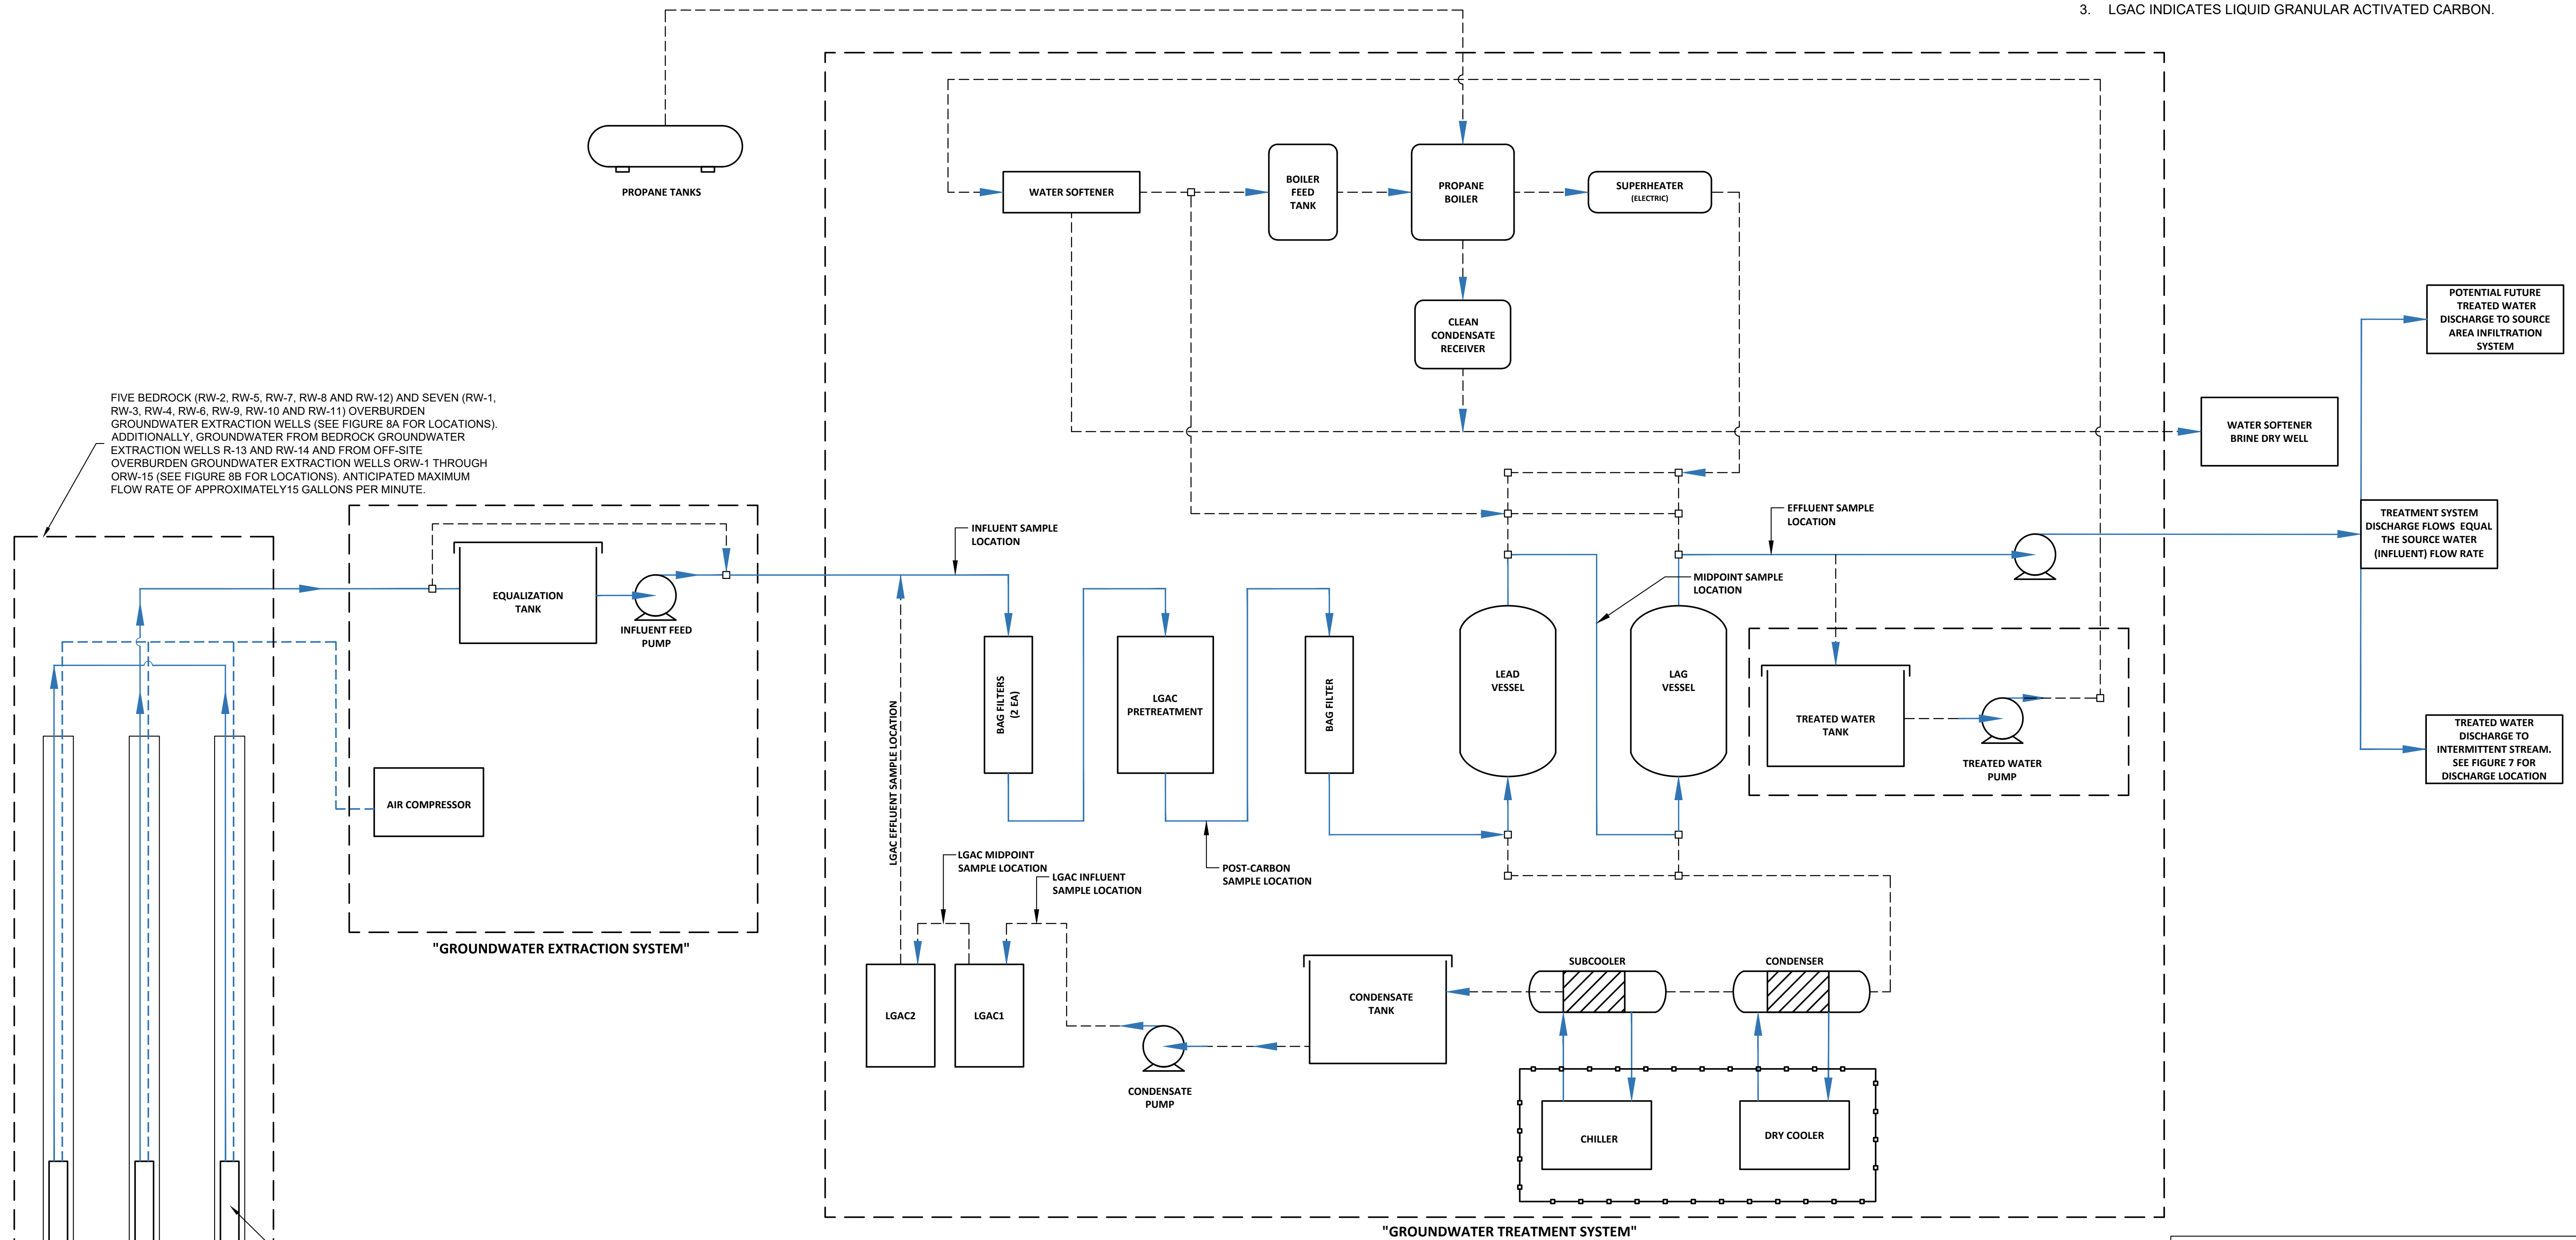 3. LGAC INDICATES LIQUID GRANULAR ACTIVATED CARBON.
PROPANE TANKS
WATER SOFTENER
BOILER
FEED
TANK
PROPANE
BOILER
SUPERHEATER
(ELECTRIC)
CLEAN
CONDENSATE
RECEIVER
POTENTIAL FUTURE
TREATED WATER
DISCHARGE TO SOURCE
AREA INFILTRATION
SYSTEM
WATER SOFTENER
BRINE DRY WELL
FIVE BEDROCK (RW-2, RW-5, RW-7, RW-8 AND RW-12) AND SEVEN (RW-1,
RW-3, RW-4, RW-6, RW-9, RW-10 AND RW-11) OVERBURDEN
GROUNDWATER EXTRACTION WELLS (SEE FIGURE 8A FOR LOCATIONS).
ADDITIONALLY, GROUNDWATER FROM BEDROCK GROUNDWATER
EXTRACTION WELLS R-13 AND RW-14 AND FROM OFF-SITE
OVERBURDEN GROUNDWATER EXTRACTION WELLS ORW-1 THROUGH
ORW-15 (SEE FIGURE 8B FOR LOCATIONS). ANTICIPATED MAXIMUM
FLOW RATE OF APPROXIMATELY15 GALLONS PER MINUTE.
INFLUENT SAMPLE
LOCATION
EFFLUENT SAMPLE
LOCATION
TREATMENT SYSTEM
DISCHARGE FLOWS EQUAL
THE SOURCE WATER
(INFLUENT) FLOW RATE
MIDPOINT SAMPLE
LOCATION
EQUALIZATION
TANK
INFLUENT FEED
PUMP
BAG FILTERS
(2 EA)
LGAC
PRETREATMENT
BAG FILTER
LEAD
VESSEL
LAG
VESSEL
TREATED WATER
TANK
TREATED WATER
PUMP
TREATED WATER
DISCHARGE TO
INTERMITTENT STREAM.
SEE FIGURE 7 FOR
DISCHARGE LOCATION
AIR COMPRESSOR
LGAC EFFLUENT SAMPLE LOCATION
LGAC MIDPOINT
SAMPLE LOCATION
LGAC INFLUENT
SAMPLE LOCATION
POST-CARBON
SAMPLE LOCATION
"GROUNDWATER EXTRACTION SYSTEM"
SUBCOOLER
CONDENSER
LGAC2
LGAC1
CONDENSATE
TANK
CONDENSATE
PUMP
CHILLER
DRY COOLER
"GROUNDWATER TREATMENT SYSTEM"